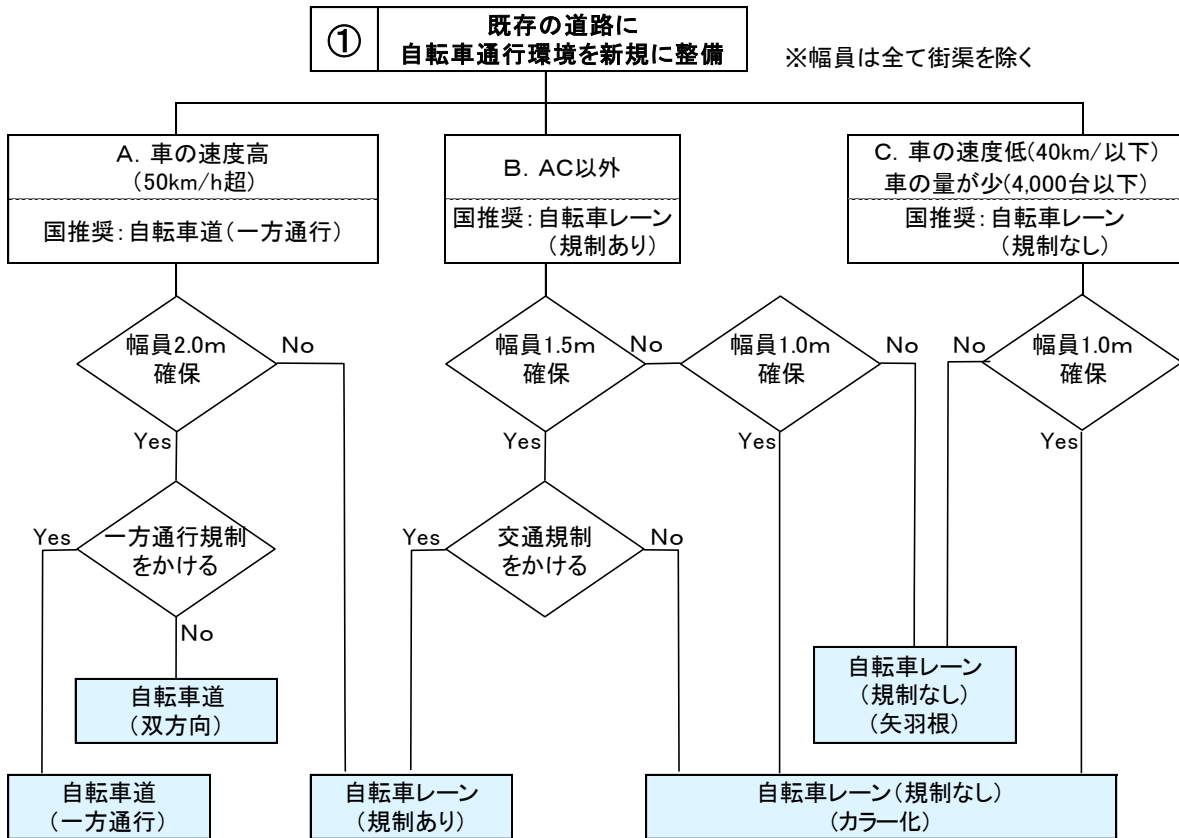 ①
既存の道路に
自転車通行環境を新規に整備
※幅員は全て街渠を除く
A. 車の速度高
(50km/h超)
国推奨:自転車道(一方通行)
B. AC以外
国推奨:自転車レーン
(規制あり)
C. 車の速度低(40km/以下)
車の量が少(4,000台以下)
国推奨:自転車レーン
(規制なし)
幅員2.0m
確保
No
Yes
幅員1.5m
確保
No
Yes
幅員1.0m
確保
No
Yes
No
幅員1.0m
確保
Yes
Yes
一方通行規制
をかける
No
Yes
交通規制
をかける
No
自転車道
(双方向)
自転車レーン
(規制なし)
(矢羽根)
自転車道
(一方通行)
自転車レーン
(規制あり)
自転車レーン(規制なし)
(カラー化)